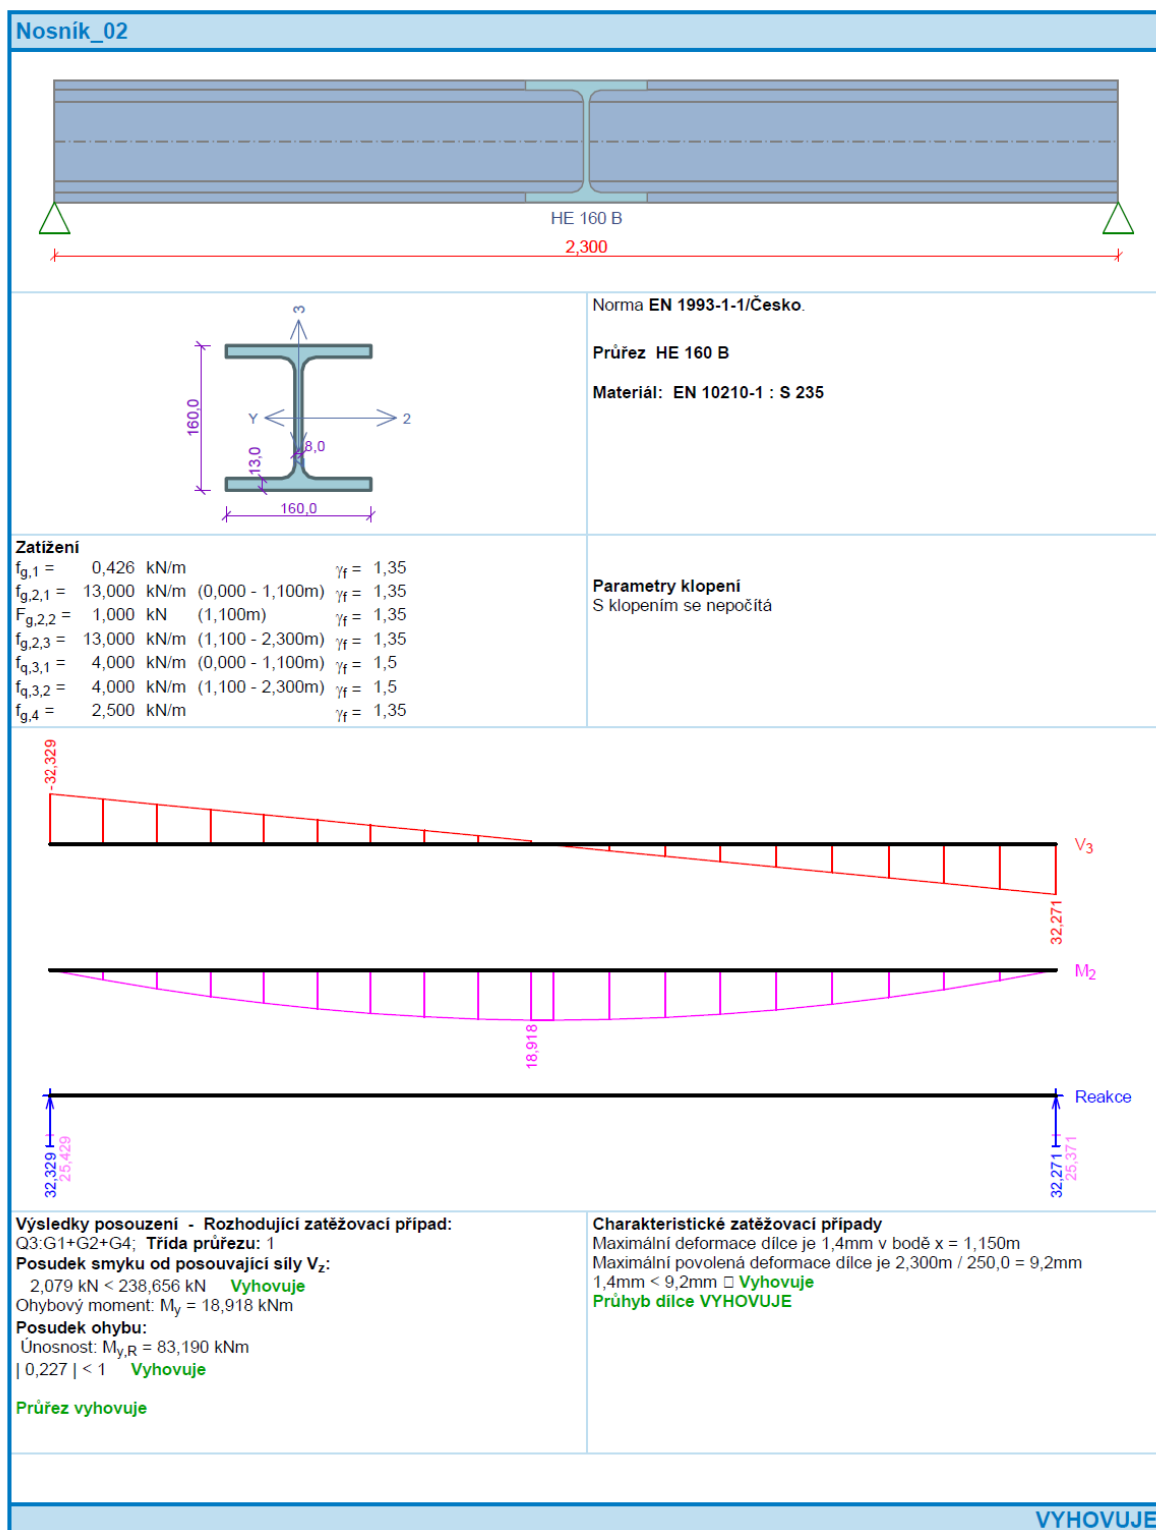 Nosník_02
HE 160 B
2,300
3
160,0
Y
2
8,0
13,0
160,0
Norma EN 1993-1-1/Česko.
Průřez HE 160 B
Materiál: EN 10210-1 : S 235
Zatížení
fg,1 = 0,426 kN/m γf = 1,35
fg,2,1 = 13,000 kN/m (0,000 - 1,100m) γf = 1,35
Fg,2,2 = 1,000 kN (1,100m) γf = 1,35
fg,2,3 = 13,000 kN/m (1,100 - 2,300m) γf = 1,35
fq,3,1 = 4,000 kN/m (0,000 - 1,100m) γf = 1,5
fq,3,2 = 4,000 kN/m (1,100 - 2,300m) γf = 1,5
fg,4 = 2,500 kN/m γf = 1,35
Parametry klopení
S klopením se nepočítá
-32,329
V3
32,271
M2
18,918
Reakce
32,329
25,429
32,271
25,371
Výsledky posouzení - Rozhodující zatěžovací případ:
Q3:G1+G2+G4; Třída průřezu: 1
Posudek smyku od posouvající síly Vz:
2,079 kN < 238,656 kN Vyhovuje
Ohybový moment: My = 18,918 kNm
Posudek ohybu:
Únosnost: My,R = 83,190 kNm
| 0,227 | < 1 Vyhovuje
Průřez vyhovuje
Charakteristické zatěžovací případy
Maximální deformace dílce je 1,4mm v bodě x = 1,150m
Maximální povolená deformace dílce je 2,300m / 250,0 = 9,2mm
1,4mm < 9,2mm □ Vyhovuje
Průhyb dílce VYHOVUJE
VYHOVUJE